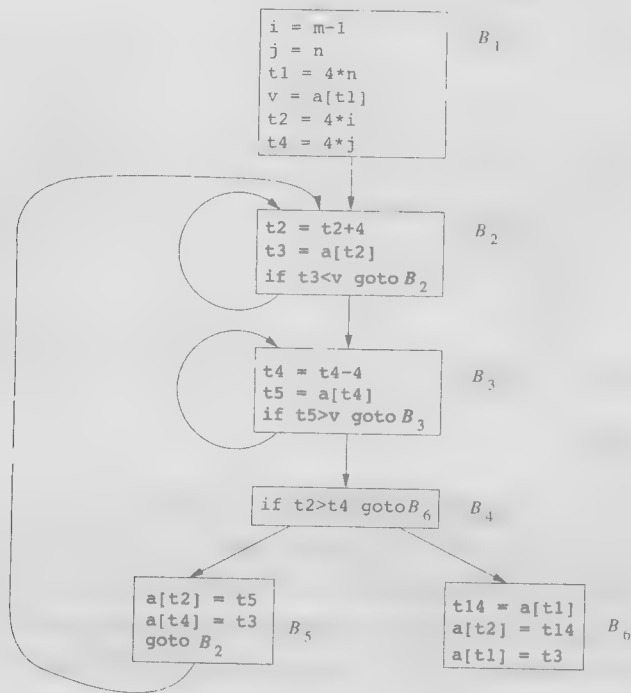 i = m-1
j = n
t1 = 4*n
v = a[t1]
t2 = 4*i
t4 = 4*j
B1
t2 = t2+4
t3 = a[t2]
if t3<v goto B2
B2
t4 = t4-4
t5 = a[t4]
if t5>v goto B3
B3
if t2>t4 goto B6
B4
a[t2] = t5
a[t4] = t3
goto B2
B5
t14 = a[t1]
a[t2] = t14
a[t1] = t3
B6